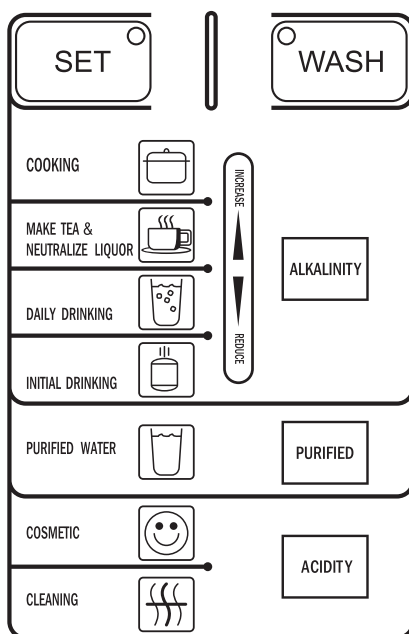 SET
WASH
COOKING
INCREASE
MAKE TEA &
NEUTRALIZE LIQUOR
ALKALINITY
DAILY DRINKING
REDUCE
INITIAL DRINKING
PURIFIED WATER
PURIFIED
COSMETIC
ACIDITY
CLEANING